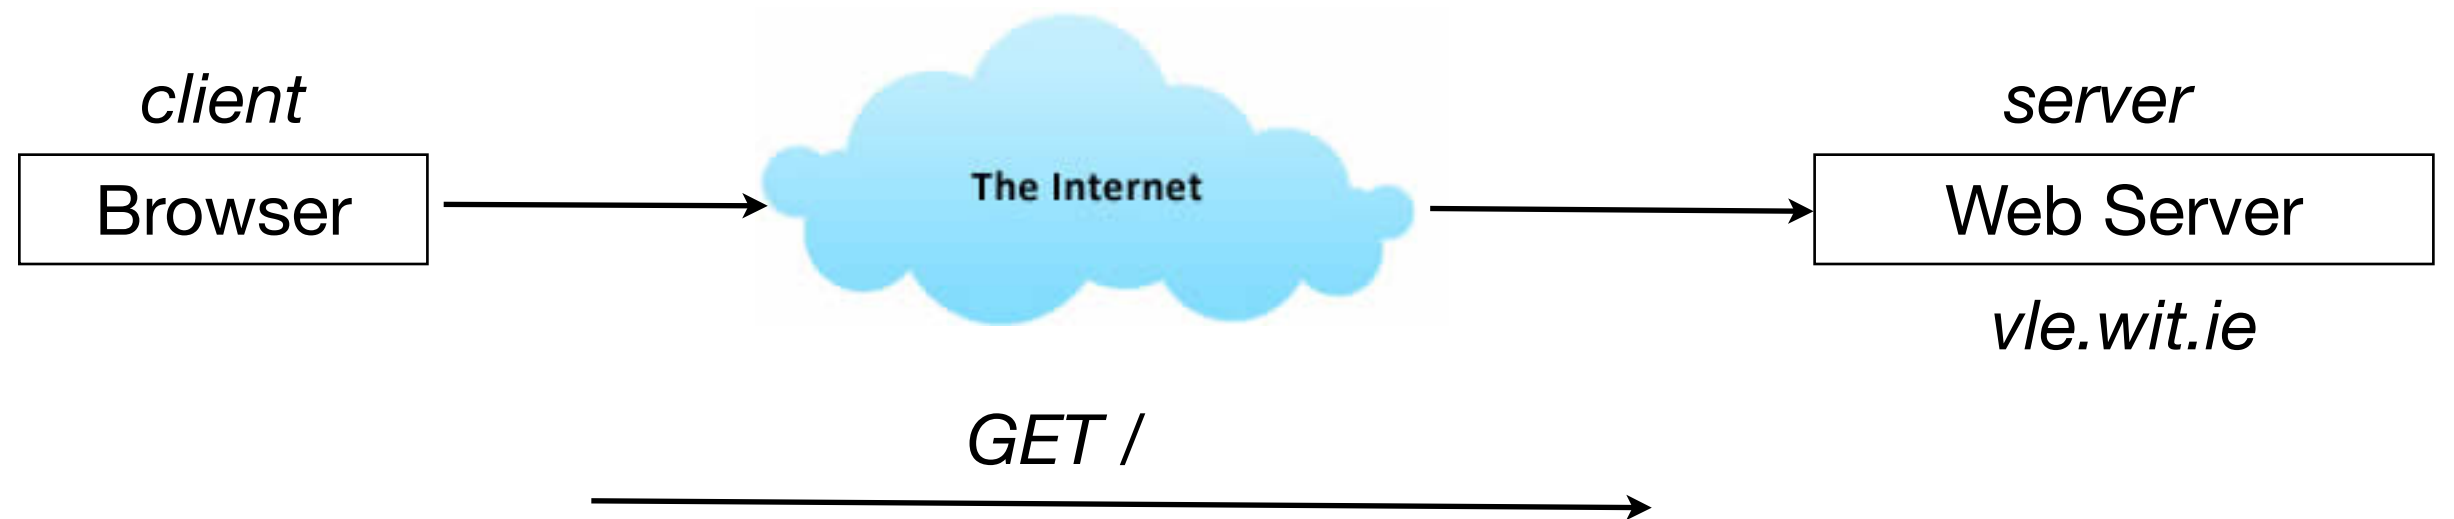 client
server
Browser
The Internet
Web Server
vle.wit.ie
GET /